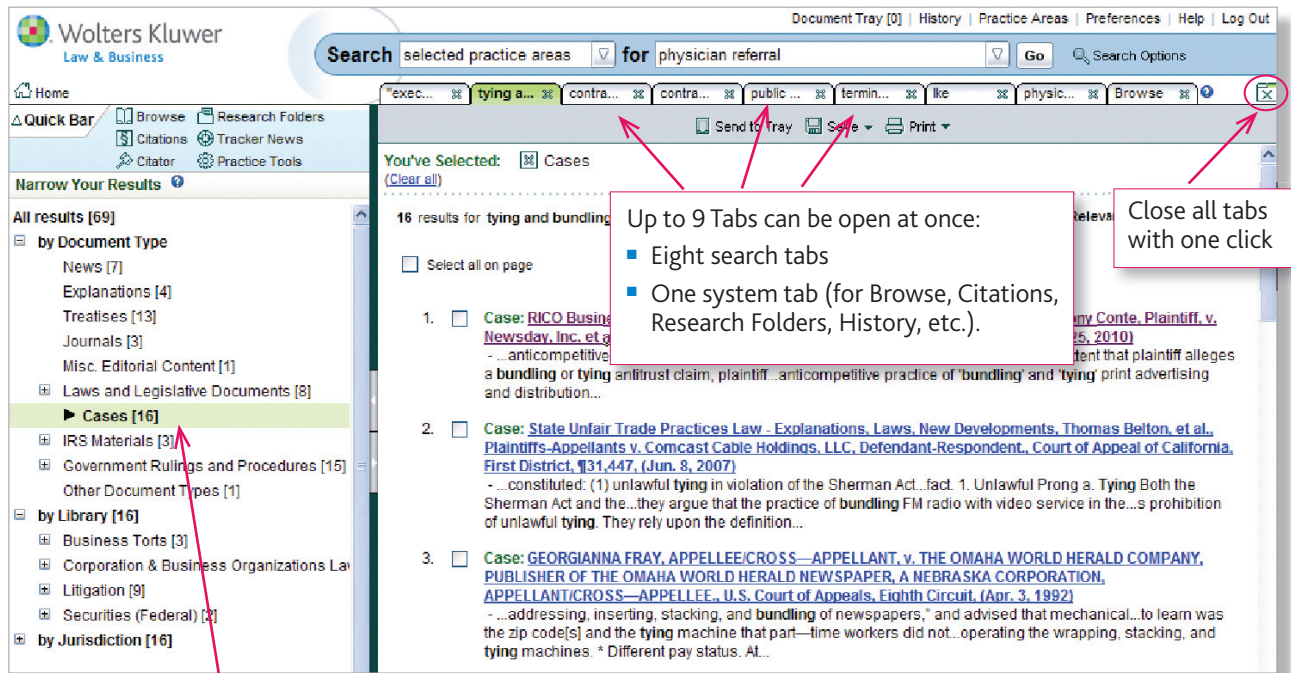 Wolters Kluwer
Law & Business
Document Tray [0] | History | Practice Areas | Preferences | Help | Log Out
Search selected practice areas for physician referral Go Search Options
Home
"exec... tying a... contra... contra... public ... termin... Ike physic... Browse
Quick Bar Browse Research Folders
Citations Tracker News
Citator Practice Tools
Send to Tray Save Print
Narrow Your Results
You've Selected: Cases
(Clear all)
All results [69]
by Document Type
News [7]
Explanations [4]
Treatises [13]
Journals [3]
Misc. Editorial Content [1]
Laws and Legislative Documents [8]
Cases [16]
IRS Materials [3]
Government Rulings and Procedures [15]
Other Document Types [1]
by Library [16]
Business Torts [3]
Corporation & Business Organizations La
Litigation [9]
Securities (Federal) [2]
by Jurisdiction [16]
16 results for tying and bundling
Select all on page
Up to 9 Tabs can be open at once:
Eight search tabs
One system tab (for Browse, Citations,
Research Folders, History, etc.).
Close all tabs
with one click
1. Case: RICO Busin ny Conte, Plaintiff, v.
Newsday, Inc. et a 25, 2010)
- ...anticompetitive tent that plaintiff alleges
a bundling or tying antitrust claim, plaintiff...anticompetitive practice of 'bundling' and 'tying' print advertising
and distribution...
2. Case: State Unfair Trade Practices Law - Explanations, Laws, New Developments, Thomas Belton, et al.,
Plaintiffs-Appellants v. Comcast Cable Holdings, LLC, Defendant-Respondent., Court of Appeal of California,
First District, ¶31,447, (Jun. 8, 2007)
- ...constituted: (1) unlawful tying in violation of the Sherman Act...fact. 1. Unlawful Prong a. Tying Both the
Sherman Act and the...they argue that the practice of bundling FM radio with video service in the...s prohibition
of unlawful tying. They rely upon the definition...
3. Case: GEORGIANNA FRAY, APPELLEE/CROSS—APPELLANT, v. THE OMAHA WORLD HERALD COMPANY,
PUBLISHER OF THE OMAHA WORLD HERALD NEWSPAPER, A NEBRASKA CORPORATION,
APPELLANT/CROSS—APPELLEE., U.S. Court of Appeals, Eighth Circuit, (Apr. 3, 1992)
- ...addressing, inserting, stacking, and bundling of newspapers," and advised that mechanical...to learn was
the zip code[s] and the tying machine that part—time workers did not...operating the wrapping, stacking, and
tying machines. * Different pay status. At...